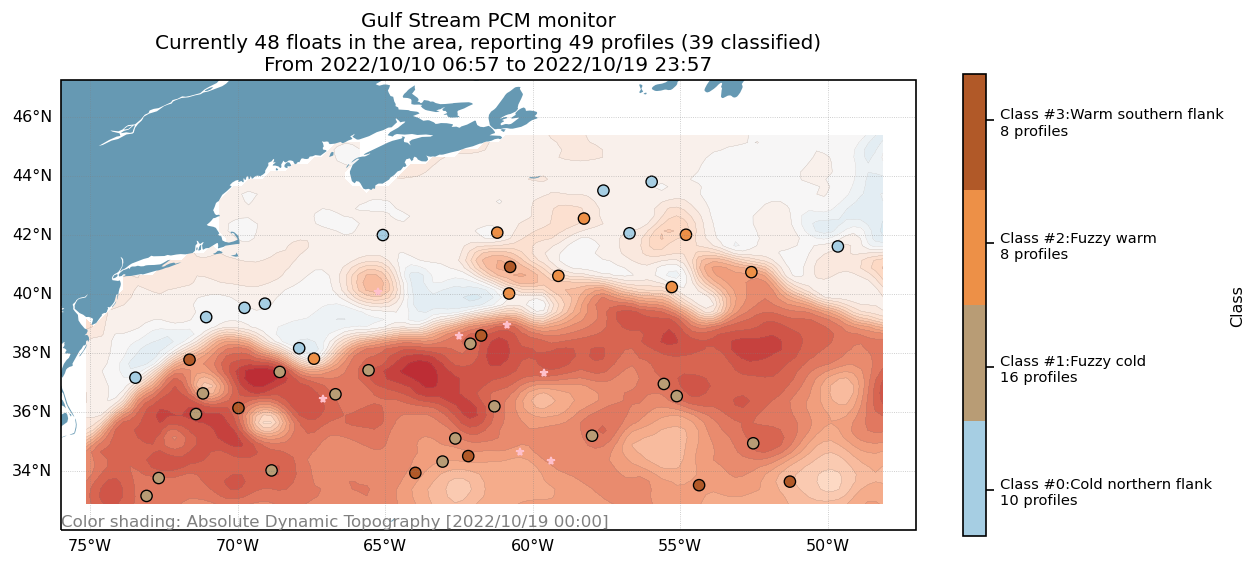 Gulf Stream PCM monitor
Currently 48 floats in the area, reporting 49 profiles (39 classified)
From 2022/10/10 06:57 to 2022/10/19 23:57
46°N
44°N
42°N
40°N
38°N
36°N
34°N
Color shading: Absolute Dynamic Topography [2022/10/19 00:00]
75°W
70°W
65°W
60°W
55°W
50°W
Class #3:Warm southern flank
8 profiles
Class #2:Fuzzy warm
8 profiles
Class #1:Fuzzy cold
16 profiles
Class #0:Cold northern flank
10 profiles
Class